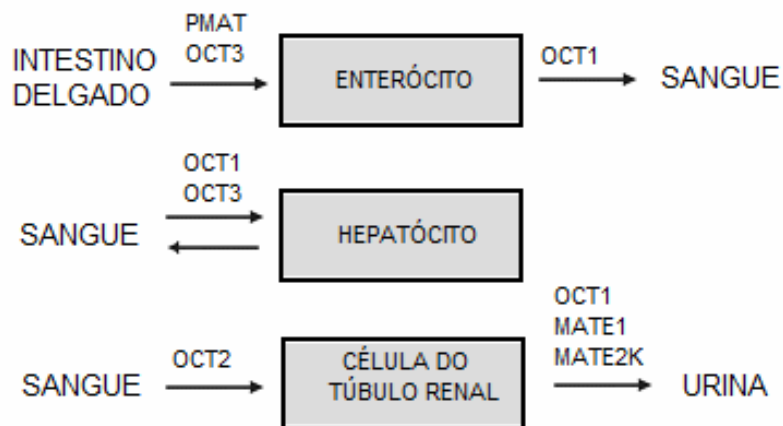 PMAT
OCT3
INTESTINO
DELGADO
ENTERÓCITO
OCT1
SANGUE
OCT1
OCT3
SANGUE
HEPATÓCITO
OCT1
MATE1
MATE2K
SANGUE
OCT2
CÉLULA DO
TÚBULO RENAL
URINA